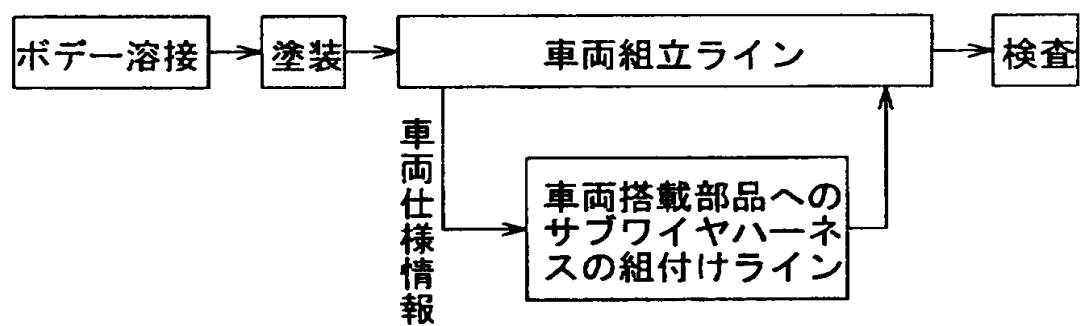 ボデー溶接
塗装
車両組立ライン
検査
車両仕様情報
車両搭載部品への
サブワイヤハーネ
スの組付けライン